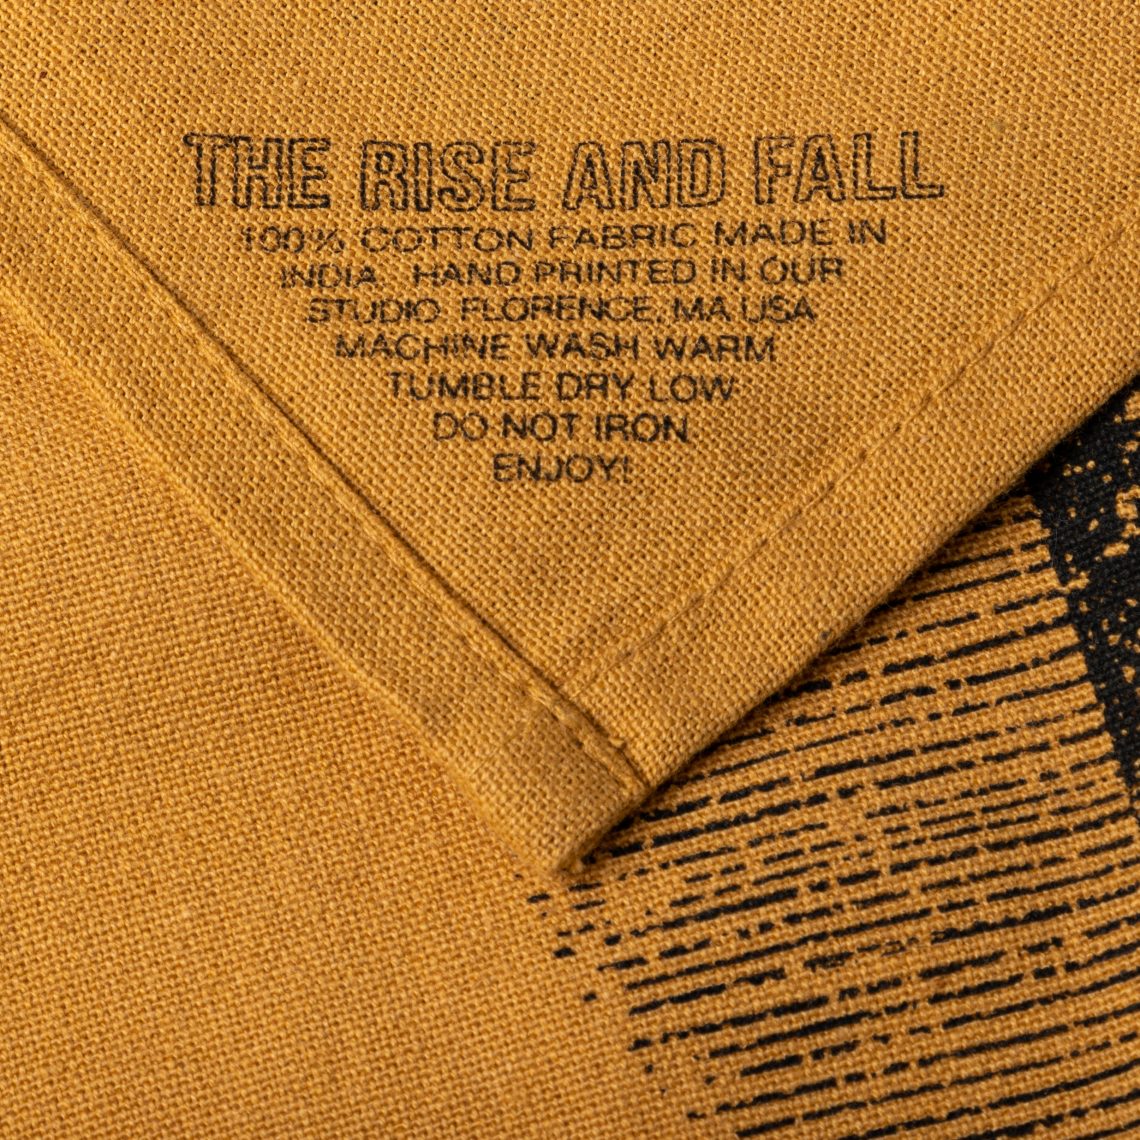 THE RISE AND FALL
100% COTTON FABRIC MADE IN
INDIA. HAND PRINTED IN OUR
STUDIO FLORENCE, MA USA
MACHINE WASH WARM
TUMBLE DRY LOW
DO NOT IRON
ENJOY!